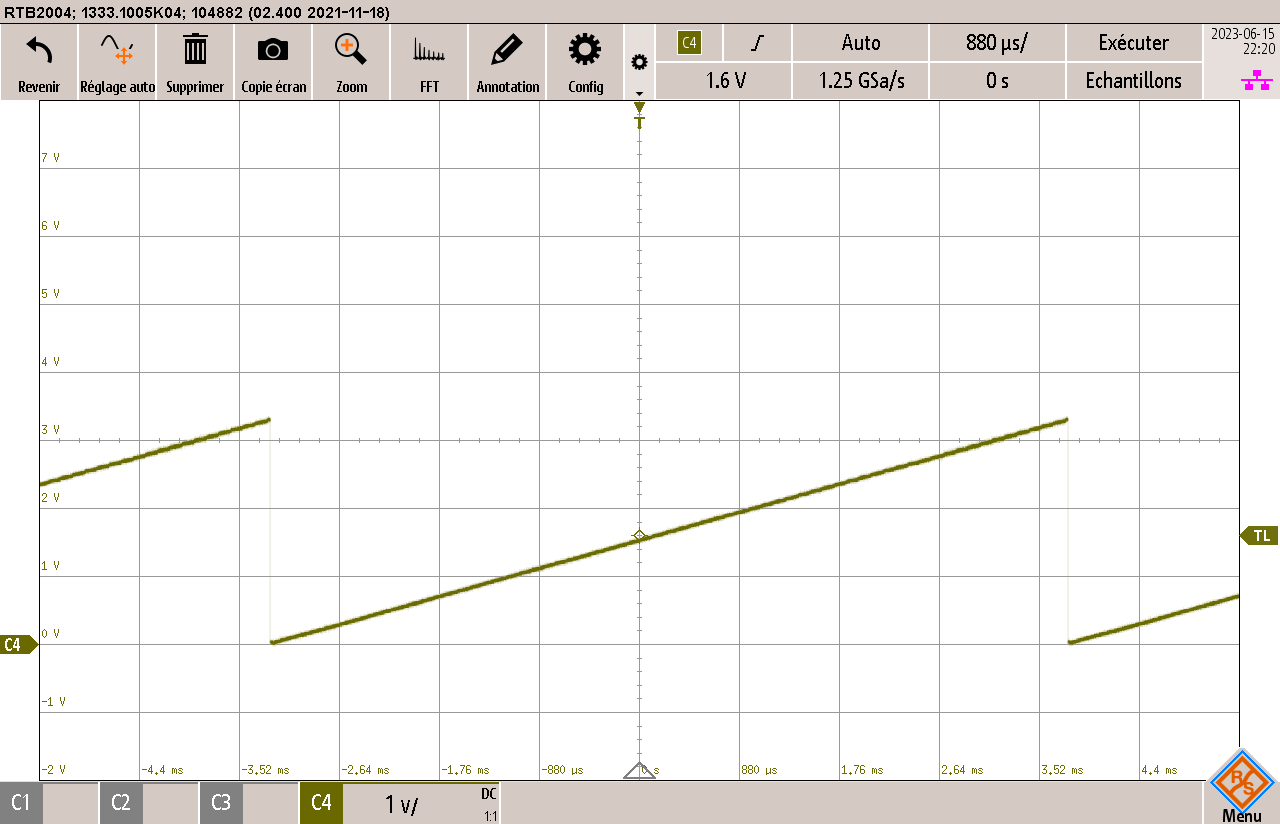 RTB2004; 1333.1005K04; 104882 (02.400 2021-11-18)
Revenir
Réglage auto
Supprimer
Copie écran
Zoom
FFT
Annotation
Config
C4
Auto
880 µs/
Exécuter
1.6 V
1.25 GSa/s
0 s
Echantillons
2023-06-15
22:20
T
7 V
6 V
5 V
4 V
3 V
2 V
1 V
0 V
-1 V
-2 V
C4
TL
-4.4 ms
-3.52 ms
-2.64 ms
-1.76 ms
-880 µs
0 s
880 µs
1.76 ms
2.64 ms
3.52 ms
4.4 ms
C1
C2
C3
C4
1 V/
DC
1:1
R S
Menu